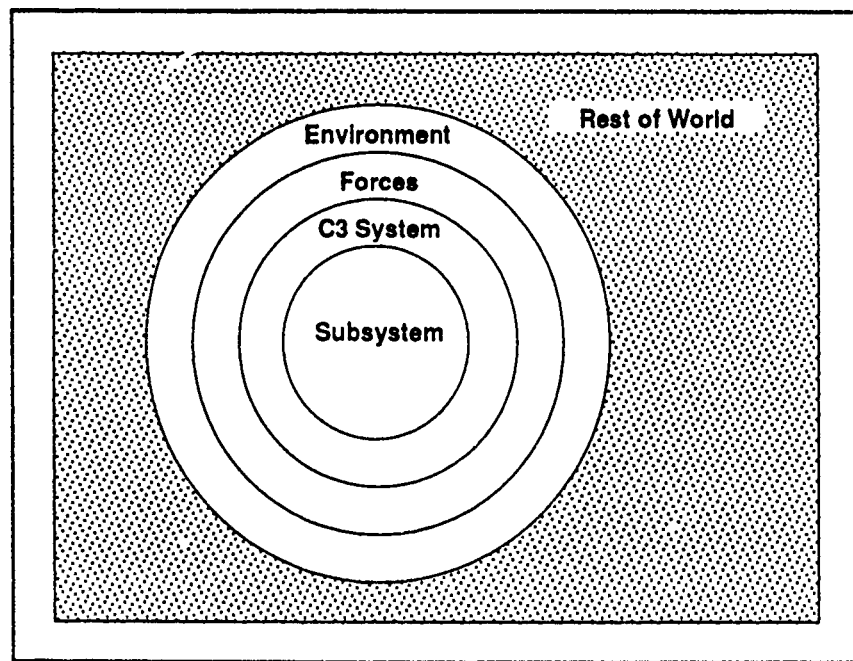 Rest of World
Environment
Forces
C3 System
Subsystem